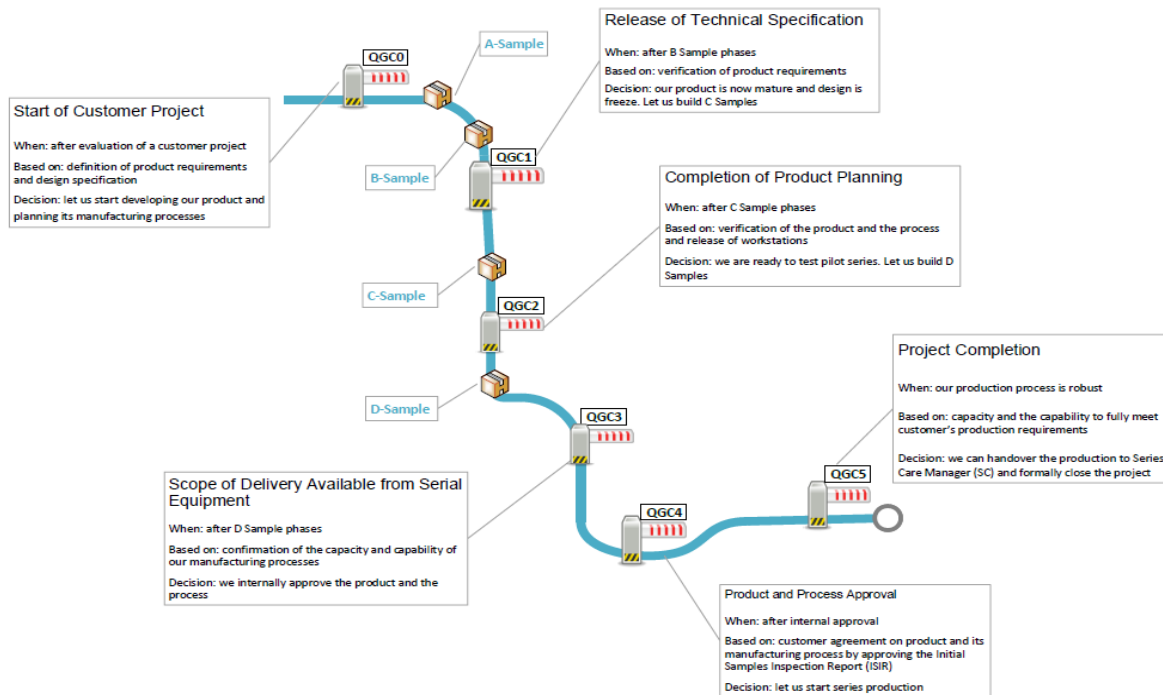 QGC0
A-Sample
Start of Customer Project
When: after evaluation of a customer project
Based on: definition of product requirements
and design specification
Decision: let us start developing our product and
planning its manufacturing processes
B-Sample
QGC1
Release of Technical Specification
When: after B Sample phases
Based on: verification of product requirements
Decision: our product is now mature and design is
freeze. Let us build C Samples
C-Sample
QGC2
Completion of Product Planning
When: after C Sample phases
Based on: verification of the product and the process
and release of workstations
Decision: we are ready to test pilot series. Let us build D
Samples
D-Sample
QGC3
Scope of Delivery Available from Serial
Equipment
When: after D Sample phases
Based on: confirmation of the capacity and capability of
our manufacturing processes
Decision: we internally approve the product and the
process
QGC4
Product and Process Approval
When: after internal approval
Based on: customer agreement on product and its
manufacturing process by approving the Initial
Samples Inspection Report (ISIR)
Decision: let us start series production
QGC5
Project Completion
When: our production process is robust
Based on: capacity and the capability to fully meet
customer's production requirements
Decision: we can handover the production to Series
Care Manager (SC) and formally close the project